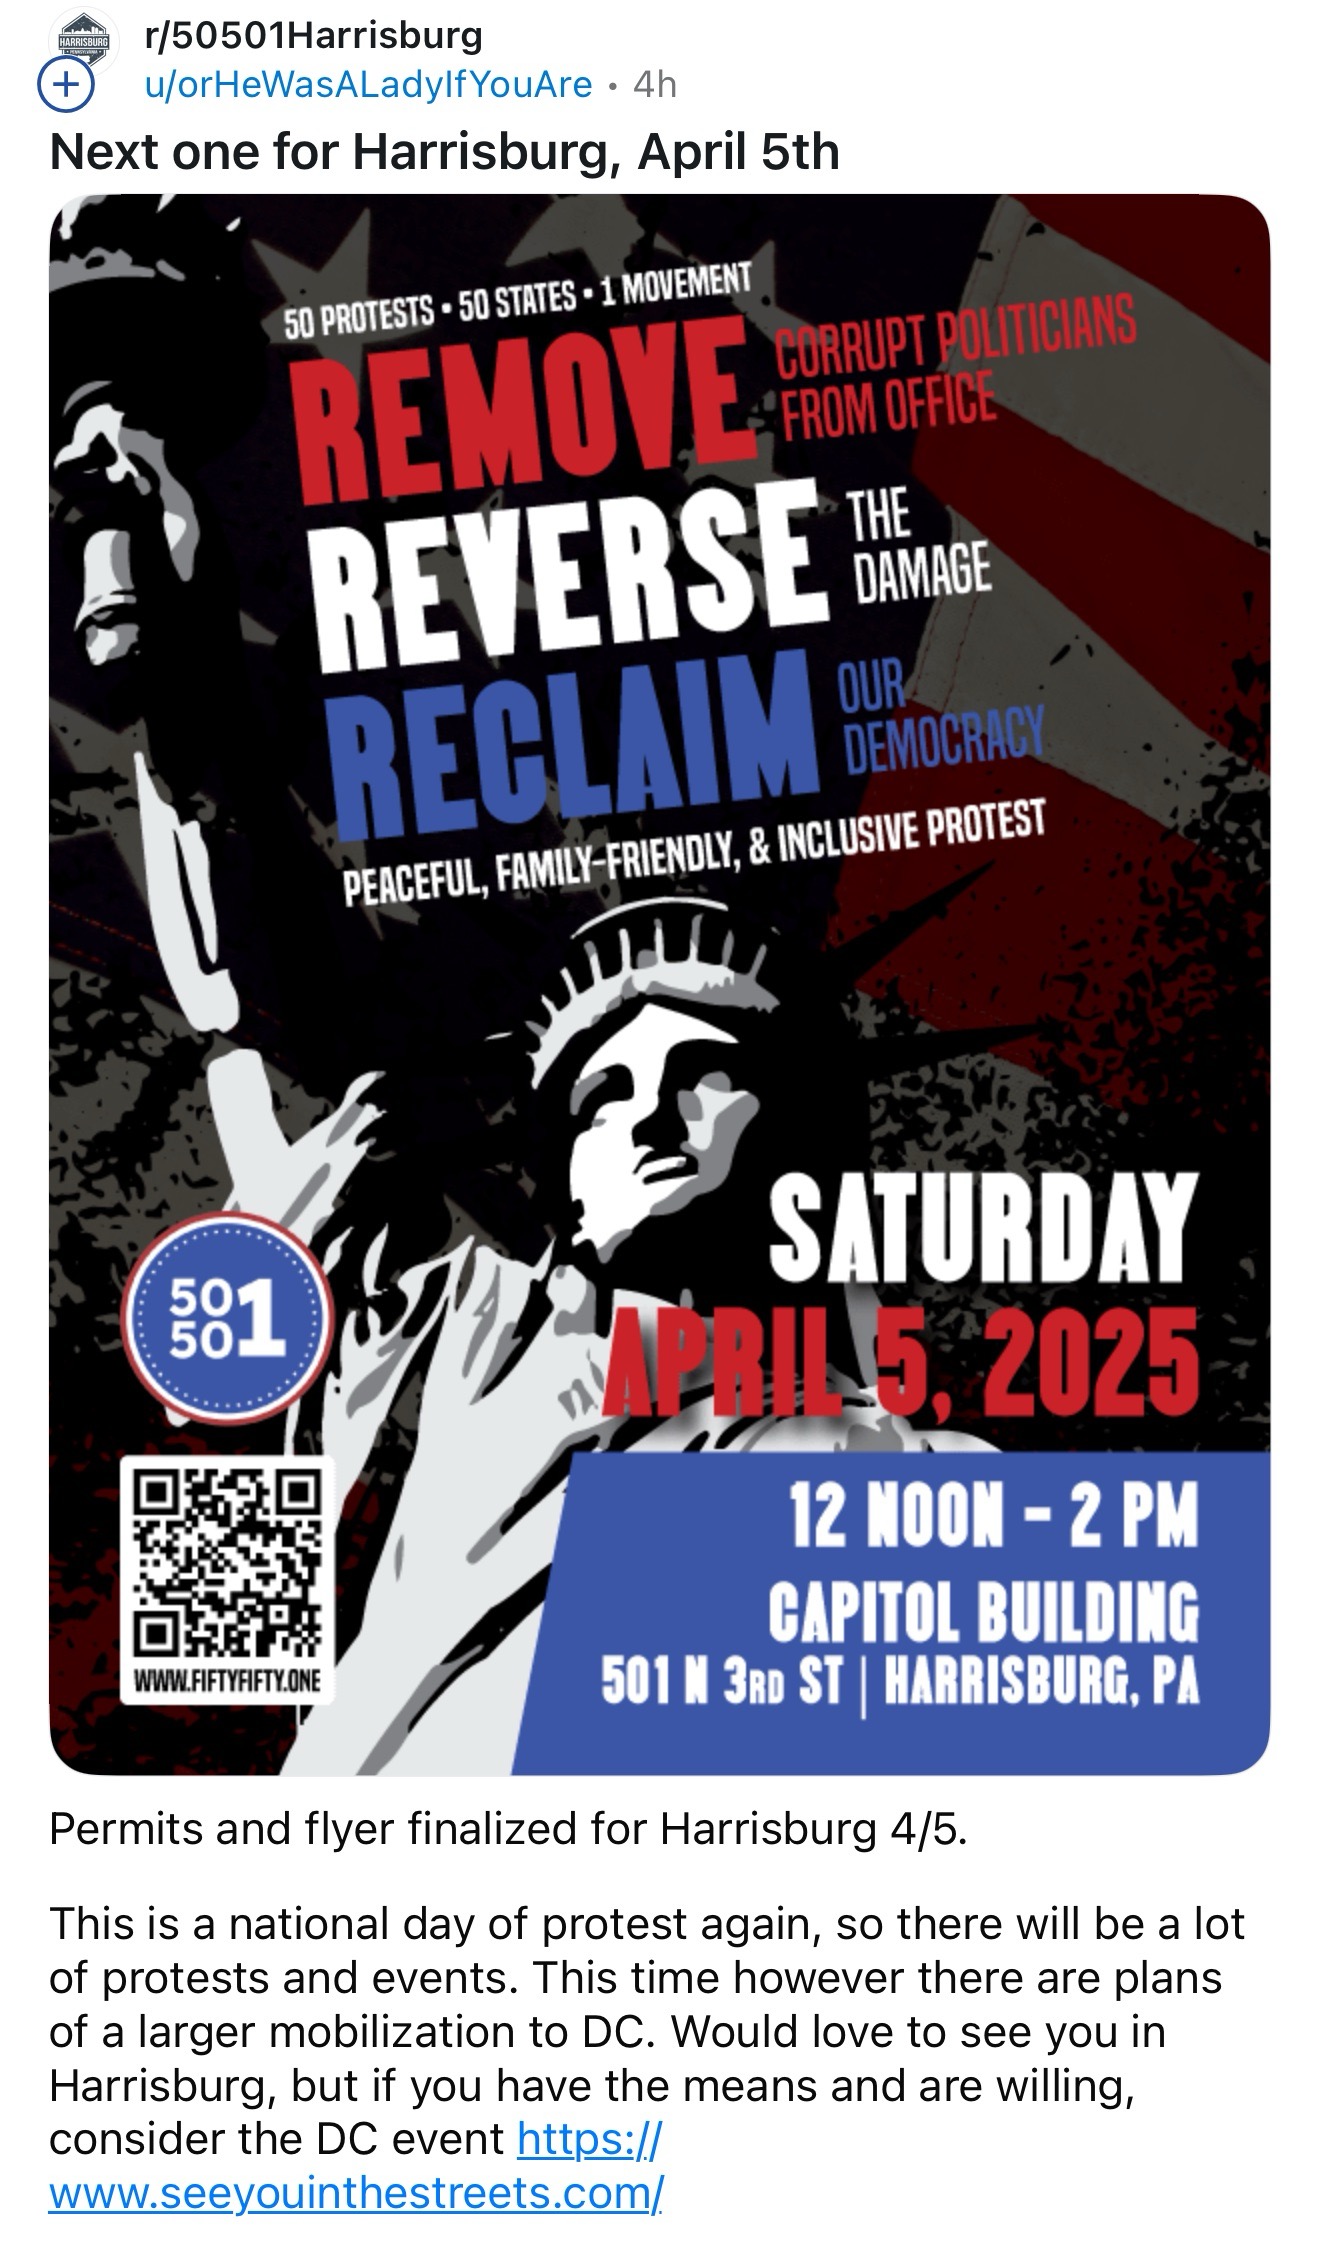 HARRISBURG
r/50501Harrisburg
u/orHeWasALadyIfYouAre • 4h
Next one for Harrisburg, April 5th
50 PROTESTS • 50 STATES • 1 MOVEMENT
REMOVE CORRUPT POLITICIANS
FROM OFFICE
REVERSE THE
DAMAGE
RECLAIM OUR
DEMOCRACY
PEACEFUL, FAMILY-FRIENDLY, & INCLUSIVE PROTEST
SATURDAY
APRIL 5, 2025
50
50
1
12 NOON - 2 PM
CAPITOL BUILDING
501 N 3RD ST | HARRISBURG, PA
WWW.FIFTYFIFTY.ONE
Permits and flyer finalized for Harrisburg 4/5.
This is a national day of protest again, so there will be a lot
of protests and events. This time however there are plans
of a larger mobilization to DC. Would love to see you in
Harrisburg, but if you have the means and are willing,
consider the DC event https://
www.seeyouinthestreets.com/